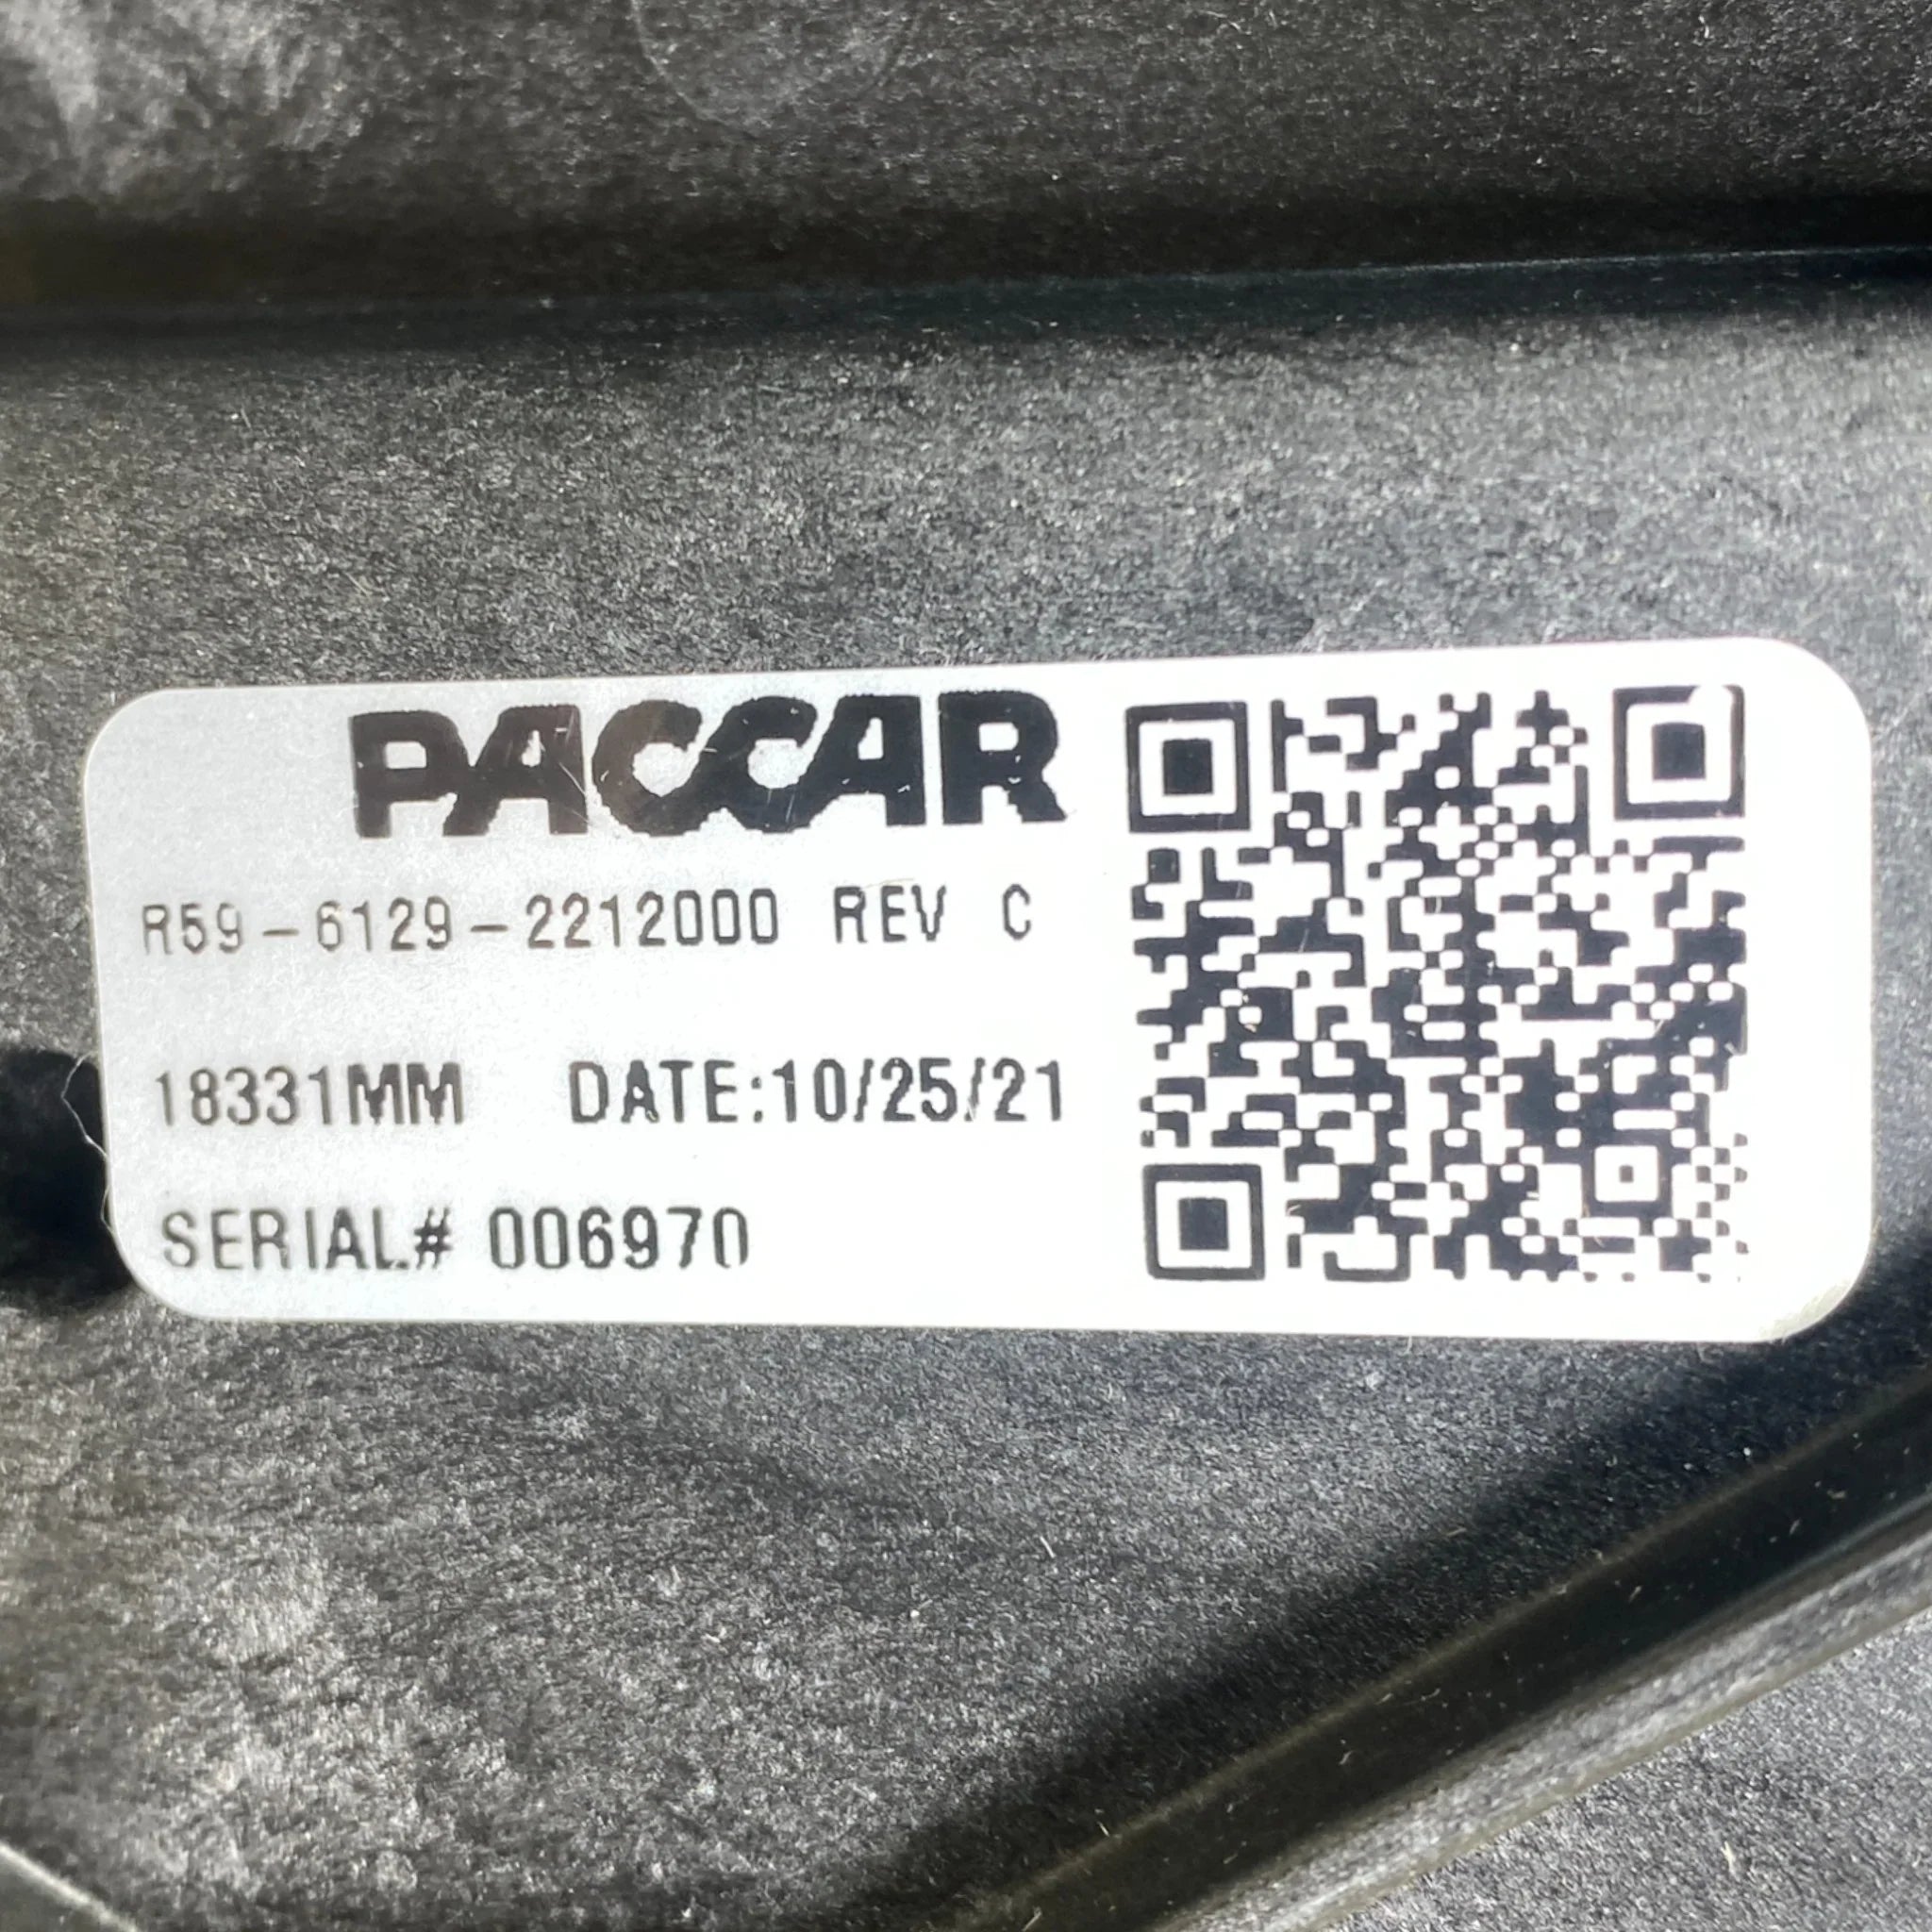 PACCAR
R59-6129-2212000 REV C
18331MM DATE:10/25/21
SERIAL# 006970